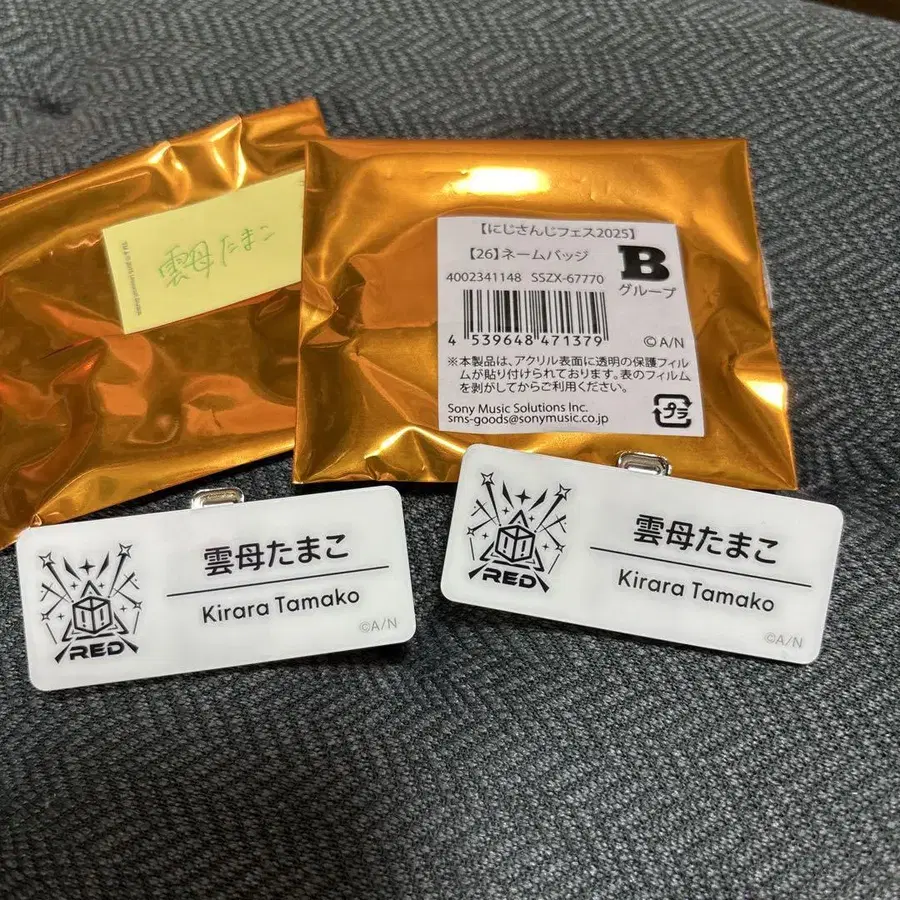 雲母たまこ
【にじさんじフェス2025】
【26】ネームバッジ
B
グループ
4002341148 SSZX-67770
4 539648 471379
©A/N
※本製品は、アクリル表面に透明の保護フィル
ムが貼り付けられております。表のフィルム
を剥がしてからご利用ください。
Sony Music Solutions Inc.
sms-goods@sonymusic.co.jp
プラ
RED
雲母たまこ
Kirara Tamako
©A/N
RED
雲母たまこ
Kirara Tamako
©A/N